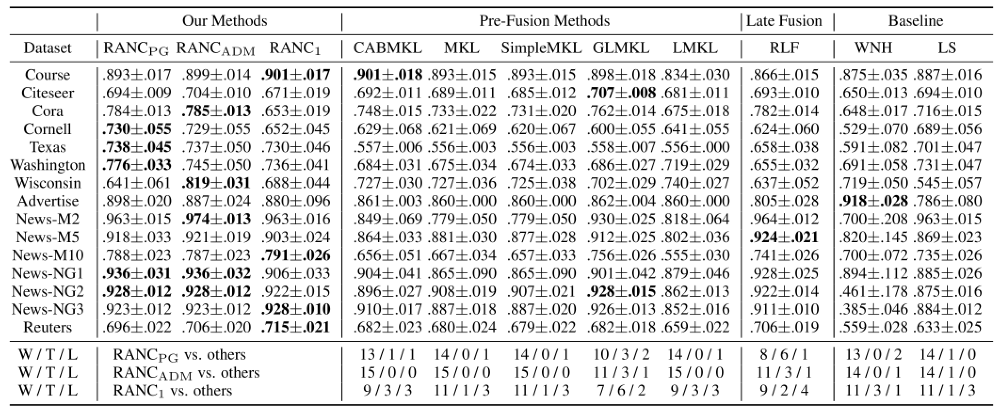 Our Methods Pre-Fusion Methods Late Fusion Baseline
Dataset RANC_PG RANC_ADM RANC_1 CABMKL MKL SimpleMKL GLMKL LMKL RLF WNH LS
Course .893±.017 .899±.014 .901±.017 .901±.018 .893±.015 .893±.015 .898±.018 .834±.030 .866±.015 .875±.035 .887±.016
Citeseer .694±.009 .704±.010 .671±.019 .692±.011 .689±.011 .685±.012 .707±.008 .681±.011 .693±.010 .650±.013 .694±.010
Cora .784±.013 .785±.013 .653±.019 .748±.015 .733±.022 .731±.020 .762±.014 .675±.018 .782±.014 .648±.017 .716±.015
Cornell .730±.055 .729±.055 .652±.045 .629±.068 .621±.069 .620±.067 .600±.055 .641±.055 .624±.060 .529±.070 .689±.056
Texas .738±.045 .737±.050 .730±.046 .557±.006 .556±.003 .556±.003 .558±.007 .556±.000 .658±.038 .591±.082 .701±.047
Washington .776±.033 .745±.050 .736±.041 .684±.031 .675±.034 .674±.033 .686±.027 .719±.029 .655±.032 .691±.058 .731±.047
Wisconsin .641±.061 .819±.031 .688±.044 .727±.030 .727±.036 .725±.038 .702±.029 .740±.027 .637±.052 .719±.050 .545±.057
Advertise .898±.020 .887±.024 .880±.096 .861±.003 .860±.000 .860±.000 .862±.004 .860±.000 .805±.028 .918±.028 .786±.080
News-M2 .963±.015 .974±.013 .963±.016 .849±.069 .779±.050 .779±.050 .930±.025 .818±.064 .964±.012 .700±.208 .963±.015
News-M5 .918±.033 .921±.019 .903±.024 .864±.033 .881±.030 .877±.028 .912±.025 .802±.036 .924±.021 .820±.145 .869±.023
News-M10 .788±.023 .787±.023 .791±.026 .656±.051 .667±.034 .657±.033 .756±.026 .555±.030 .741±.026 .700±.072 .735±.026
News-NG1 .936±.031 .936±.032 .906±.033 .904±.041 .865±.090 .865±.090 .901±.042 .879±.046 .928±.025 .894±.112 .885±.026
News-NG2 .928±.012 .928±.012 .922±.015 .896±.027 .908±.019 .907±.021 .928±.015 .862±.013 .922±.014 .461±.178 .875±.016
News-NG3 .923±.012 .923±.012 .928±.010 .910±.017 .887±.018 .887±.020 .926±.013 .852±.016 .911±.010 .385±.046 .884±.012
Reuters .696±.022 .706±.020 .715±.021 .682±.023 .680±.024 .679±.022 .682±.018 .659±.022 .706±.019 .559±.028 .633±.025
W / T / L RANC_PG vs. others 13 / 1 / 1 14 / 0 / 1 14 / 0 / 1 10 / 3 / 2 14 / 0 / 1 8 / 6 / 1 13 / 0 / 2 14 / 1 / 0
W / T / L RANC_ADM vs. others 15 / 0 / 0 15 / 0 / 0 15 / 0 / 0 11 / 3 / 1 15 / 0 / 0 11 / 3 / 1 14 / 0 / 1 14 / 1 / 0
W / T / L RANC_1 vs. others 9 / 3 / 3 11 / 1 / 3 11 / 1 / 3 7 / 6 / 2 9 / 3 / 3 9 / 2 / 4 11 / 3 / 1 11 / 1 / 3